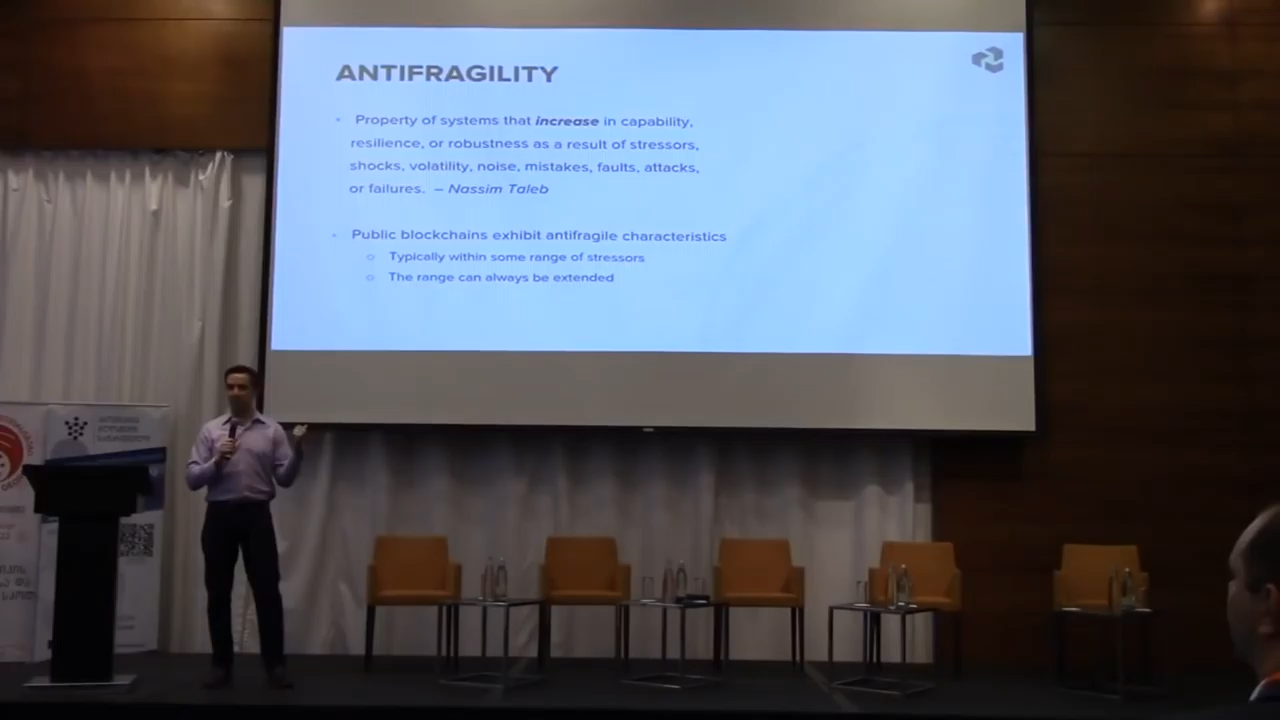 ANTIFRAGILITY
Property of systems that increase in capability,
resilience, or robustness as a result of stressors,
shocks, volatility, noise, mistakes, faults, attacks,
or failures. – Nassim Taleb
Public blockchains exhibit antifragile characteristics
Typically within some range of stressors
The range can always be extended